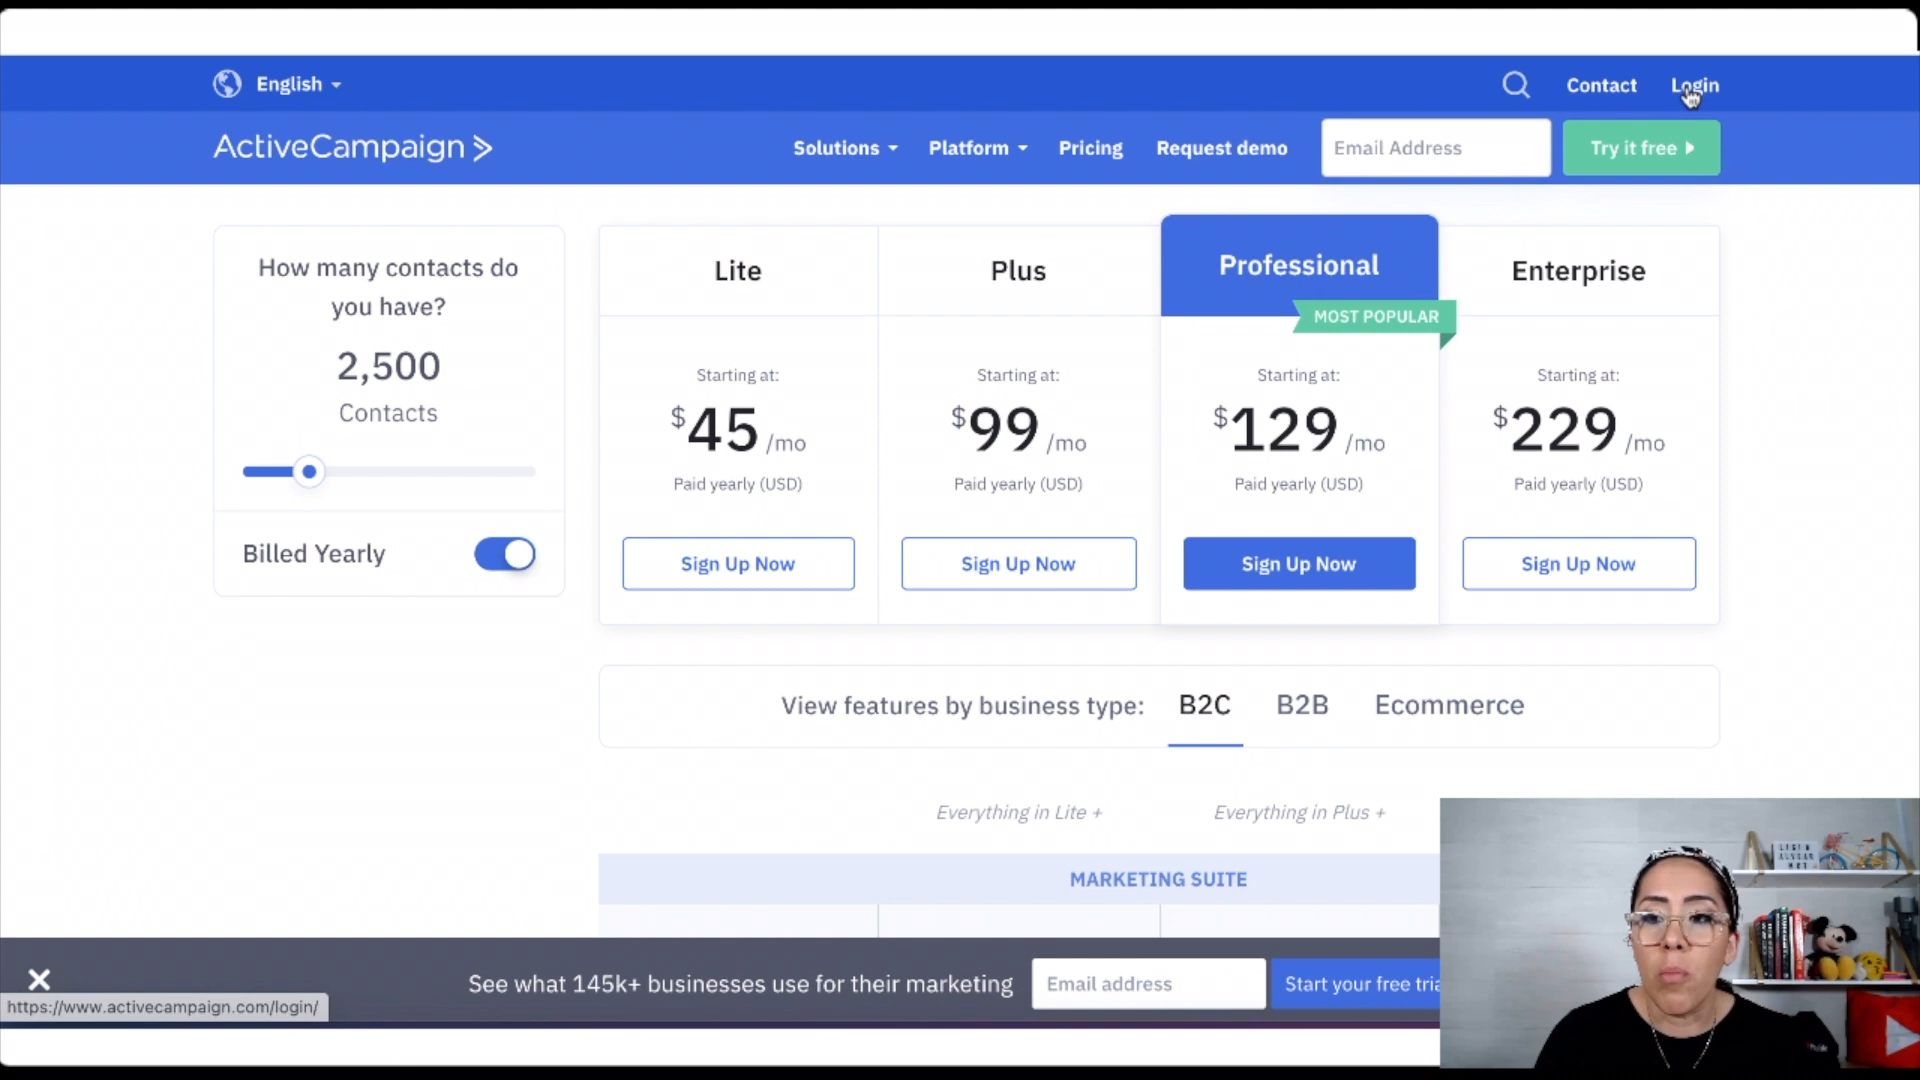 English
Contact
Login
ActiveCampaign >
Solutions
Platform
Pricing
Request demo
Email Address
Try it free
How many contacts do
you have?
2,500
Contacts
Billed Yearly
Lite
Starting at:
$45 /mo
Paid yearly (USD)
Sign Up Now
Plus
Starting at:
$99 /mo
Paid yearly (USD)
Sign Up Now
Professional
MOST POPULAR
Starting at:
$129 /mo
Paid yearly (USD)
Sign Up Now
Enterprise
Starting at:
$229 /mo
Paid yearly (USD)
Sign Up Now
View features by business type:
B2C
B2B
Ecommerce
Everything in Lite +
Everything in Plus +
MARKETING SUITE
See what 145k+ businesses use for their marketing
Email address
Start your free tria
https://www.activecampaign.com/login/